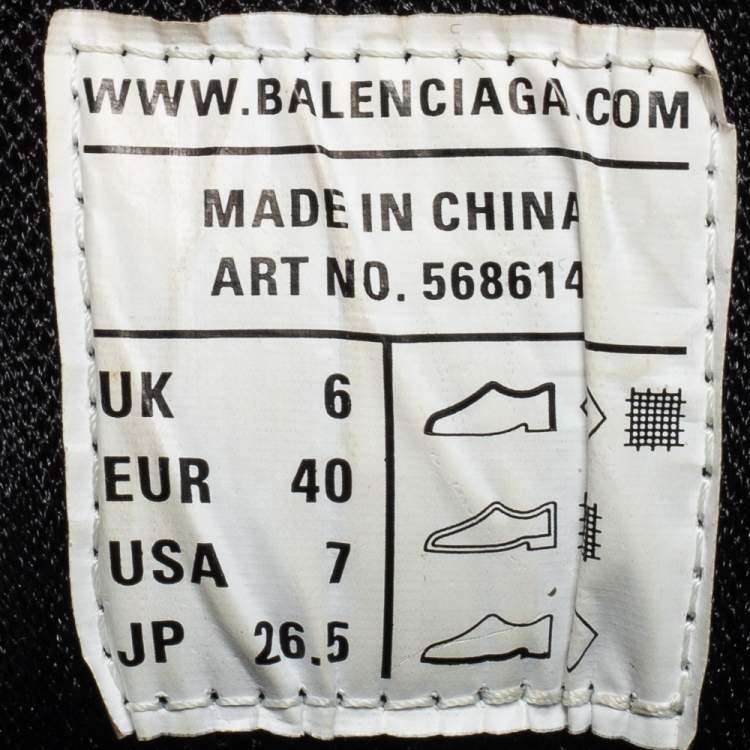 WWW.BALENCIAGA.COM
MADE IN CHINA
ART NO. 568614
UK 6
EUR 40
USA 7
JP 26.5